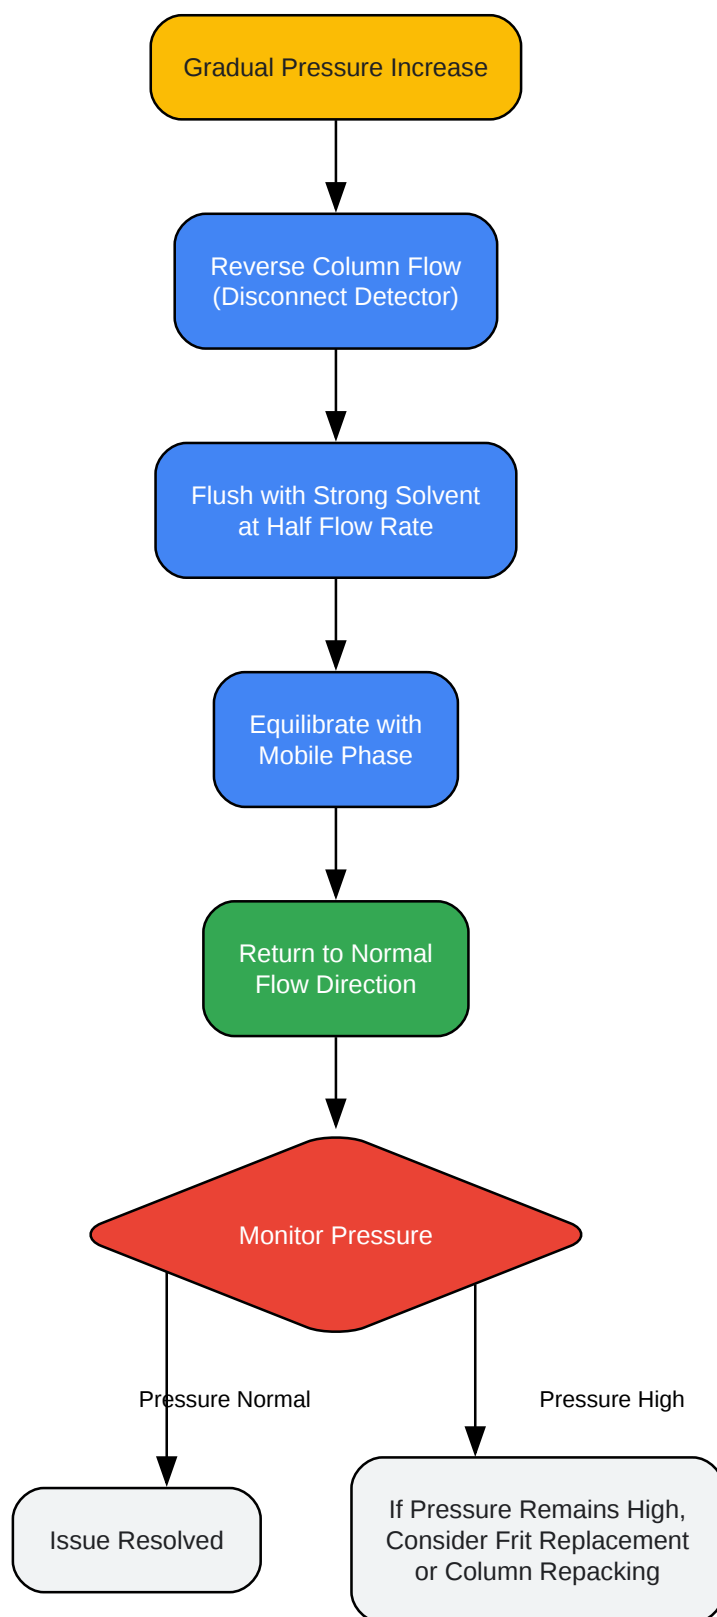 Gradual Pressure Increase
Reverse Column Flow
(Disconnect Detector)
Flush with Strong Solvent
at Half Flow Rate
Equilibrate with
Mobile Phase
Return to Normal
Flow Direction
Monitor Pressure
Pressure Normal
Pressure High
Issue Resolved
If Pressure Remains High,
Consider Frit Replacement
or Column Repacking